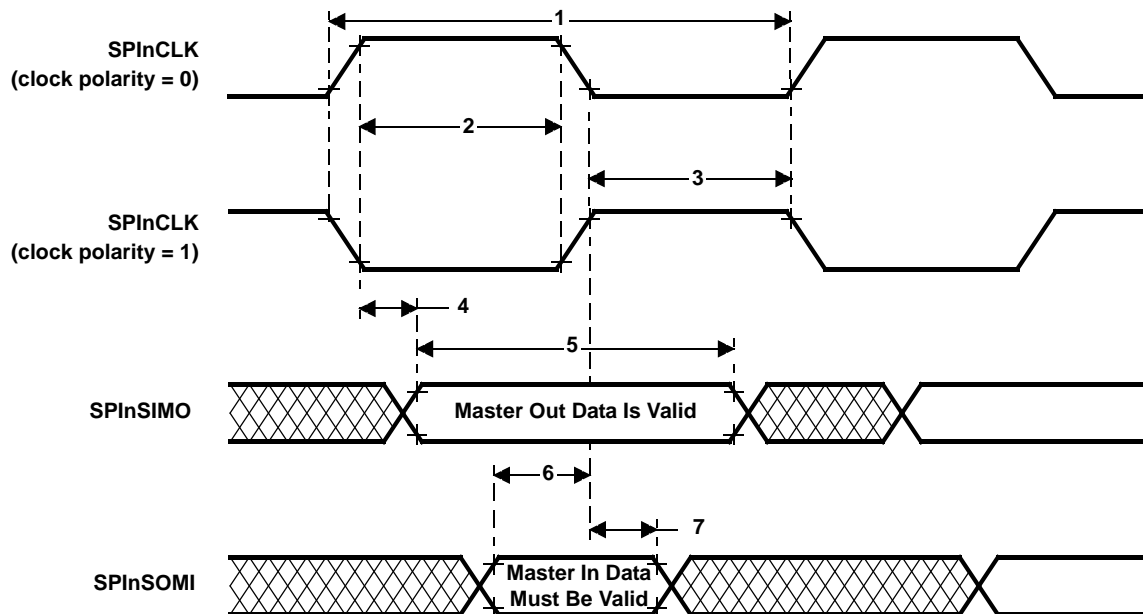 1
SPInCLK
(clock polarity = 0)
2
3
SPInCLK
(clock polarity = 1)
4
5
SPInSIMO
Master Out Data Is Valid
6
7
SPInSOMI
Master In Data
Must Be Valid